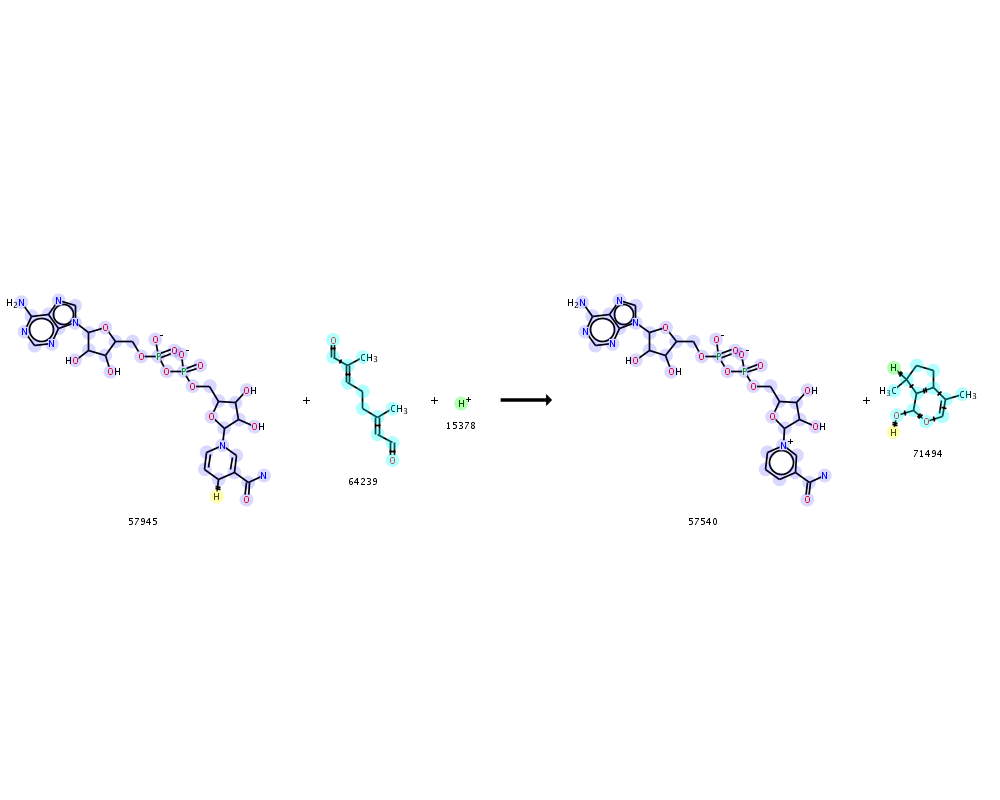 H2N N N N N N O HO OH O P O- O O O- P O O OH OH O N N O H
57945
+
O CH3 CH3 O
64239
+
H+
15378
+
H2N N N N N N O HO OH O P O- O O O- P O O OH OH O N+ N O
57540
+
H H3C O H O CH3
71494